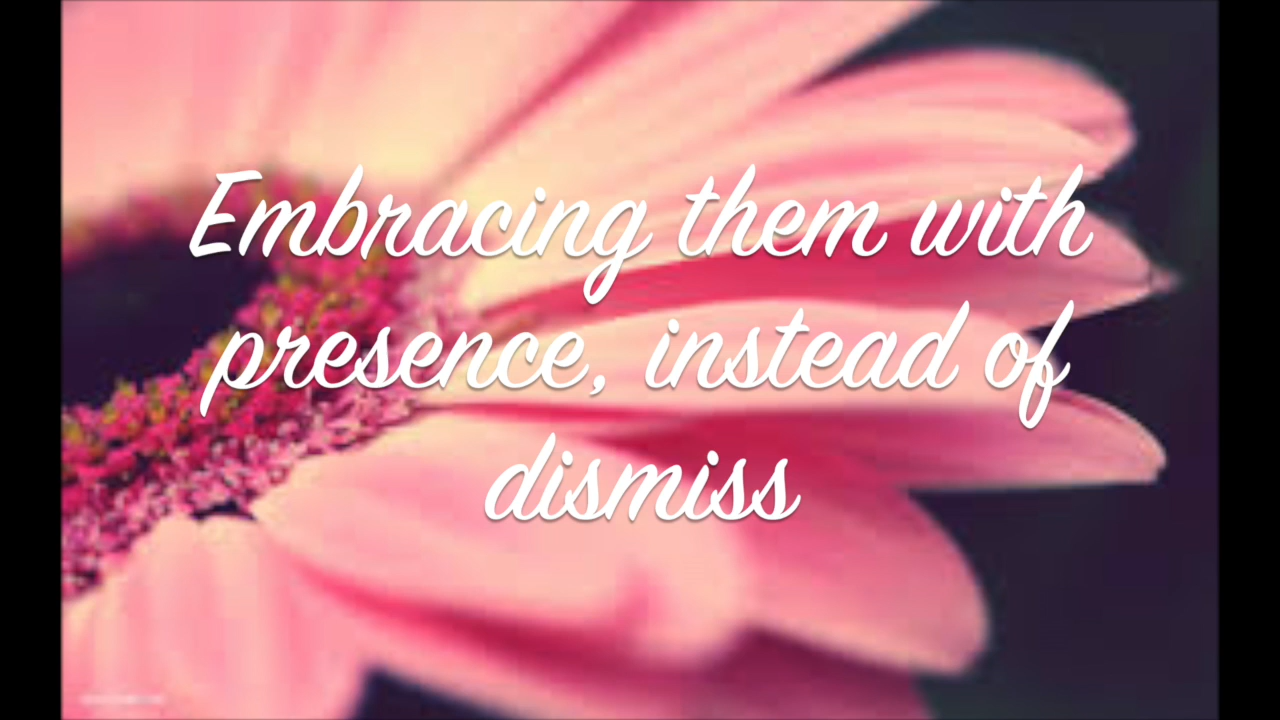 Embracing them with
presence, instead of
dismiss